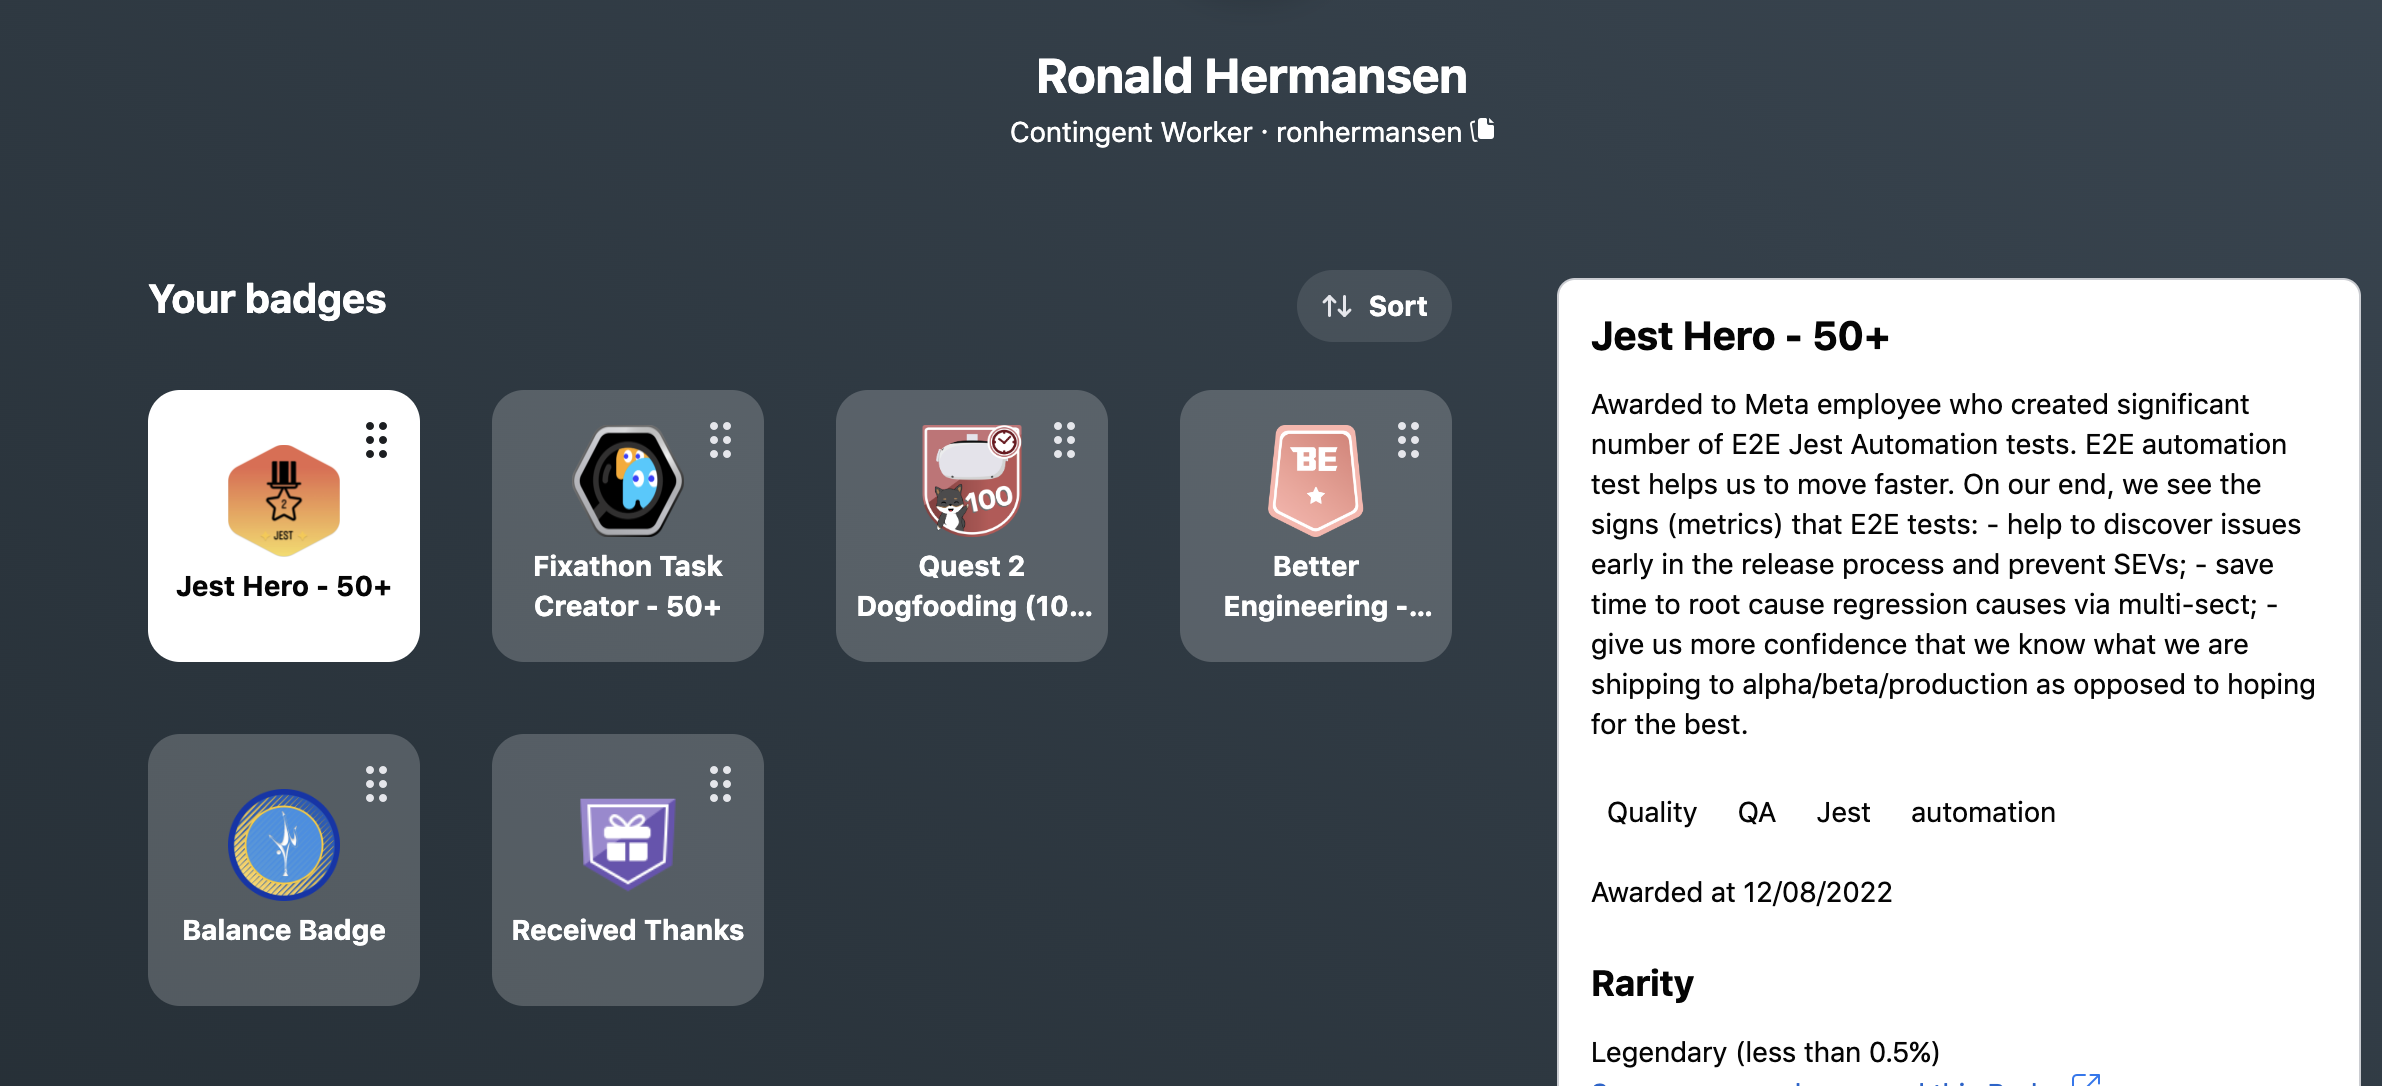 Ronald Hermansen
Contingent Worker · ronhermansen
Your badges
Sort
2
JEST
Jest Hero - 50+
Fixathon Task
Creator - 50+
100
Quest 2
Dogfooding (10...
BE
Better
Engineering -...
Balance Badge
Received Thanks
Jest Hero - 50+
Awarded to Meta employee who created significant
number of E2E Jest Automation tests. E2E automation
test helps us to move faster. On our end, we see the
signs (metrics) that E2E tests: - help to discover issues
early in the release process and prevent SEVs; - save
time to root cause regression causes via multi-sect; -
give us more confidence that we know what we are
shipping to alpha/beta/production as opposed to hoping
for the best.
Quality QA Jest automation
Awarded at 12/08/2022
Rarity
Legendary (less than 0.5%)